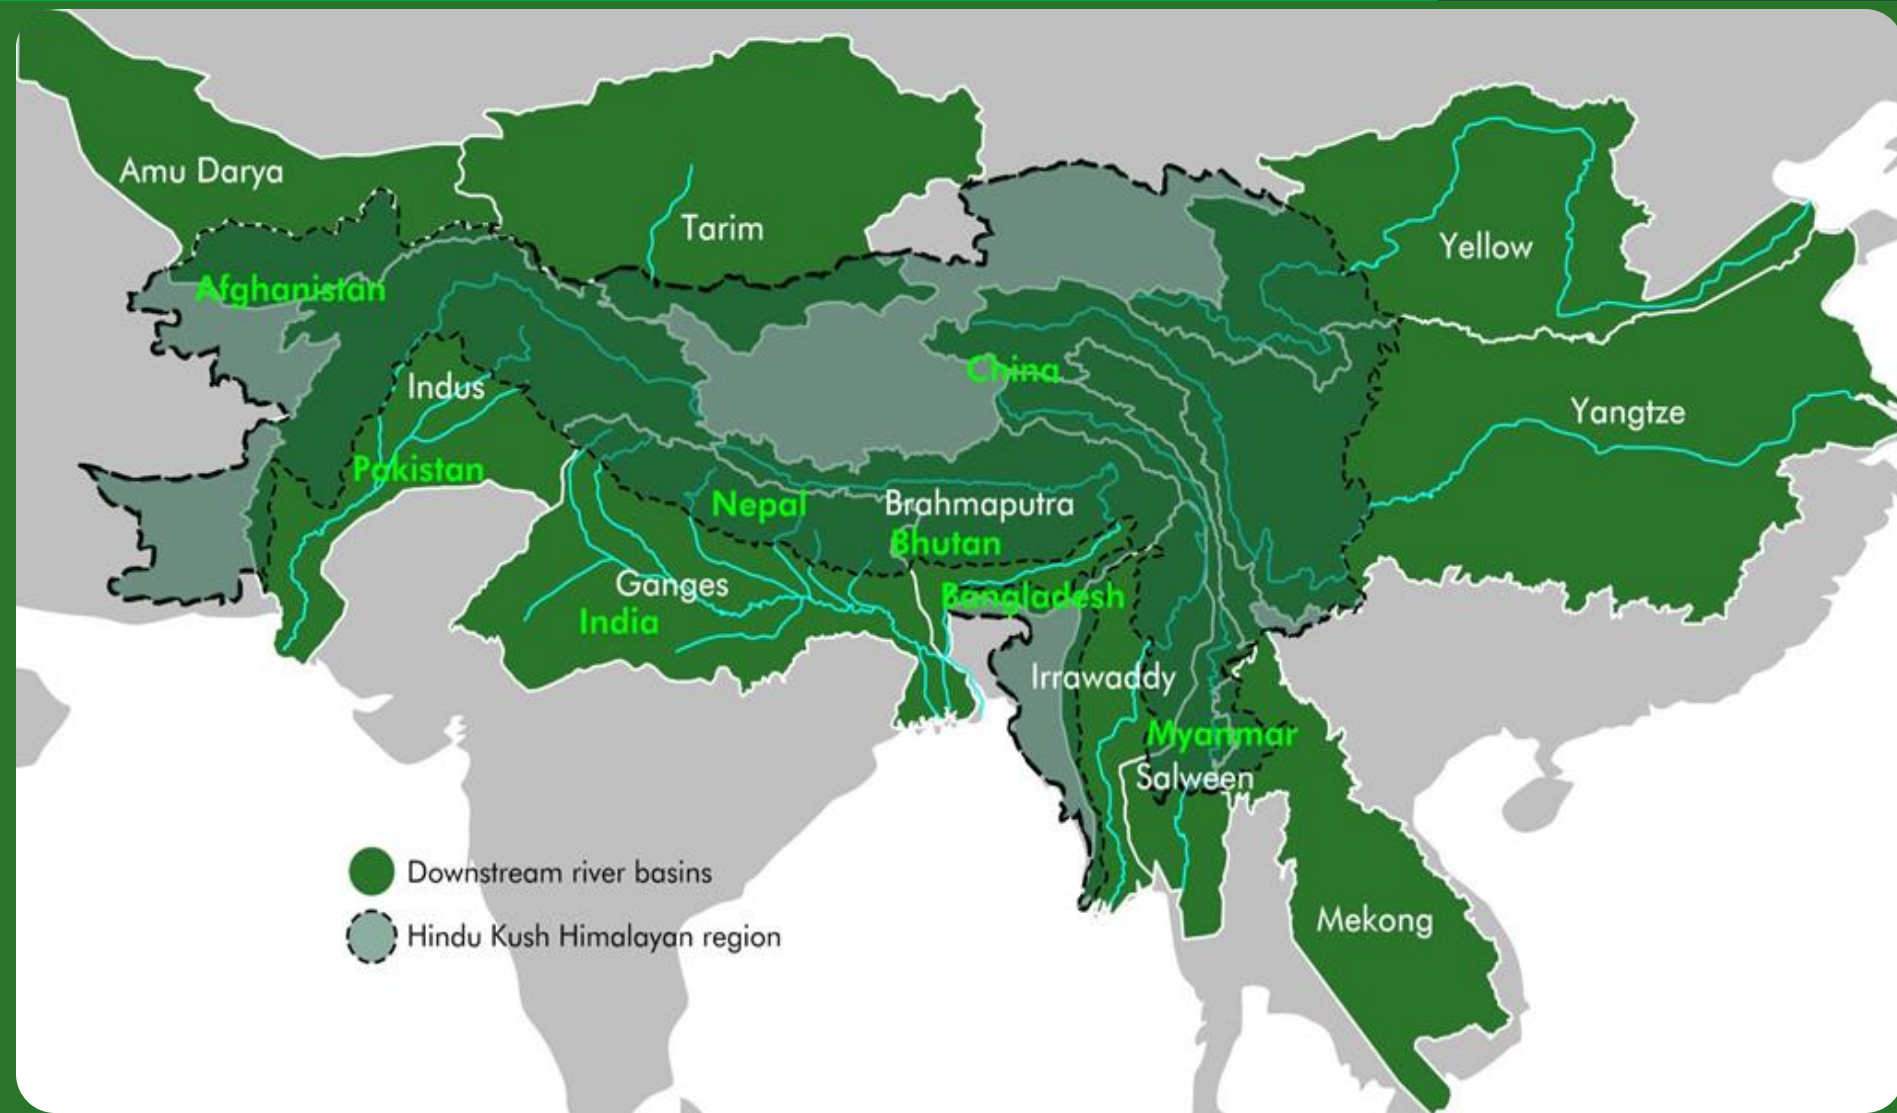 Amu Darya
Tarim
Yellow
Afghanistan
China
Indus
Yangtze
Pakistan
Nepal
Brahmaputra
Bhutan
Ganges
Bangladesh
India
Irrawaddy
Myanmar
Salween
Downstream river basins
Mekong
Hindu Kush Himalayan region